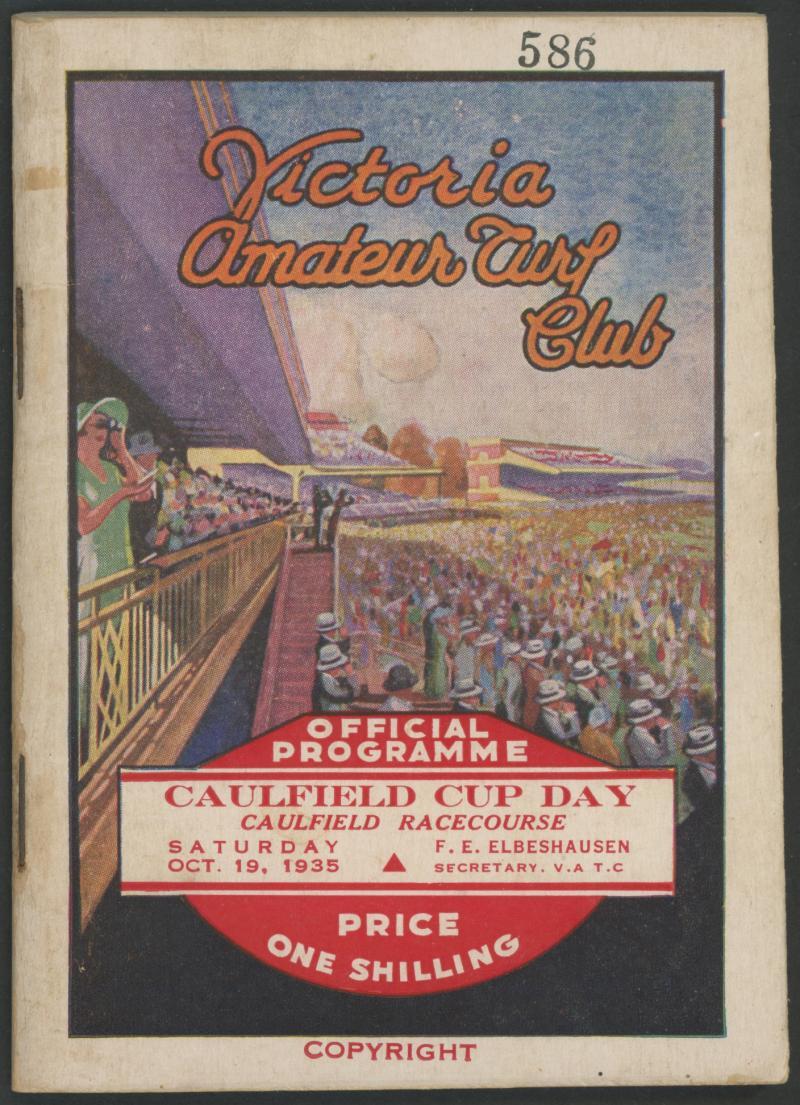 586
Victoria
Amateur Turf
Club
OFFICIAL
PROGRAMME
CAULFIELD CUP DAY
CAULFIELD RACECOURSE
SATURDAY F. E. ELBESHAUSEN
OCT. 19, 1935 SECRETARY. V.A T.C
PRICE
ONE SHILLING
COPYRIGHT